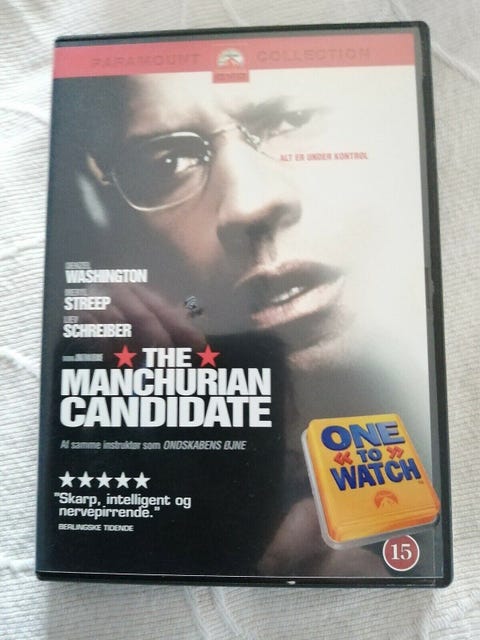 PARAMOUNT COLLECTION
ALT ER UNDER KONTROL
DENZEL
WASHINGTON
MERYL
STREEP
LIEV
SCHREIBER
THE
MANCHURIAN
CANDIDATE
Af samme instruktør som ONDSKABENS ØJNE
"Skarp, intelligent og
nervepirrende."
BERLINGSKE TIDENDE
ONE
TO
WATCH
15